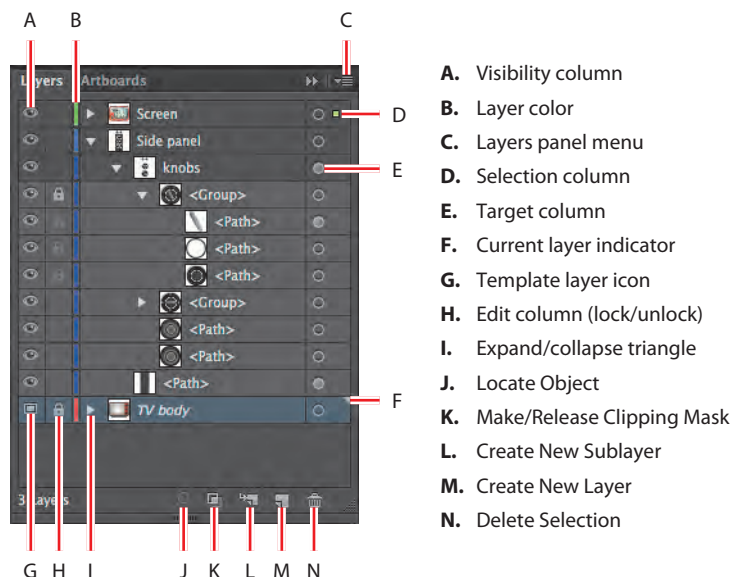 A B C
Layers Artboards
Screen
Side panel
knobs
<Group>
<Path>
<Path>
<Path>
<Group>
<Path>
<Path>
<Path>
TV body
3 Layers
D
E
F
G H I J K L M N
A. Visibility column
B. Layer color
C. Layers panel menu
D. Selection column
E. Target column
F. Current layer indicator
G. Template layer icon
H. Edit column (lock/unlock)
I. Expand/collapse triangle
J. Locate Object
K. Make/Release Clipping Mask
L. Create New Sublayer
M. Create New Layer
N. Delete Selection